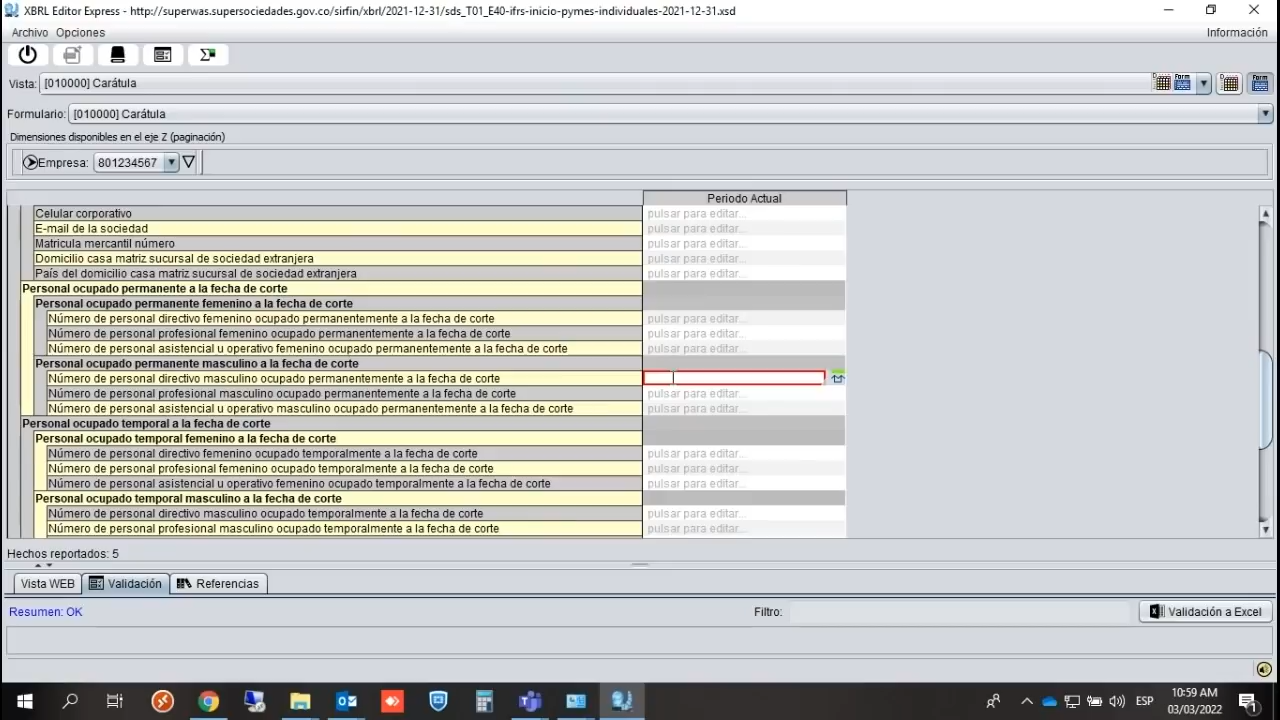 XBRL Editor Express - http://superwas.supersociedades.gov.co/sirfin/xbrl/2021-12-31/sds_T01_E40-ifrs-inicio-pymes-individuales-2021-12-31.xsd
Archivo Opciones Información
Vista: [010000] Carátula
Formulario: [010000] Carátula
Dimensiones disponibles en el eje Z (paginación)
Empresa: 801234567
Periodo Actual
Celular corporativo pulsar para editar...
E-mail de la sociedad pulsar para editar...
Matricula mercantil número pulsar para editar...
Domicilio casa matriz sucursal de sociedad extranjera pulsar para editar...
País del domicilio casa matriz sucursal de sociedad extranjera pulsar para editar...
Personal ocupado permanente a la fecha de corte
Personal ocupado permanente femenino a la fecha de corte
Número de personal directivo femenino ocupado permanentemente a la fecha de corte pulsar para editar...
Número de personal profesional femenino ocupado permanentemente a la fecha de corte pulsar para editar...
Número de personal asistencial u operativo femenino ocupado permanentemente a la fecha de corte pulsar para editar...
Personal ocupado permanente masculino a la fecha de corte
Número de personal directivo masculino ocupado permanentemente a la fecha de corte
Número de personal profesional masculino ocupado permanentemente a la fecha de corte pulsar para editar...
Número de personal asistencial u operativo masculino ocupado permanentemente a la fecha de corte pulsar para editar...
Personal ocupado temporal a la fecha de corte
Personal ocupado temporal femenino a la fecha de corte
Número de personal directivo femenino ocupado temporalmente a la fecha de corte pulsar para editar...
Número de personal profesional femenino ocupado temporalmente a la fecha de corte pulsar para editar...
Número de personal asistencial u operativo femenino ocupado temporalmente a la fecha de corte pulsar para editar...
Personal ocupado temporal masculino a la fecha de corte
Número de personal directivo masculino ocupado temporalmente a la fecha de corte pulsar para editar...
Número de personal profesional masculino ocupado temporalmente a la fecha de corte pulsar para editar...
Hechos reportados: 5
Vista WEB Validación Referencias
Resumen: OK Filtro: Validación a Excel
ESP 10:59 AM
03/03/2022